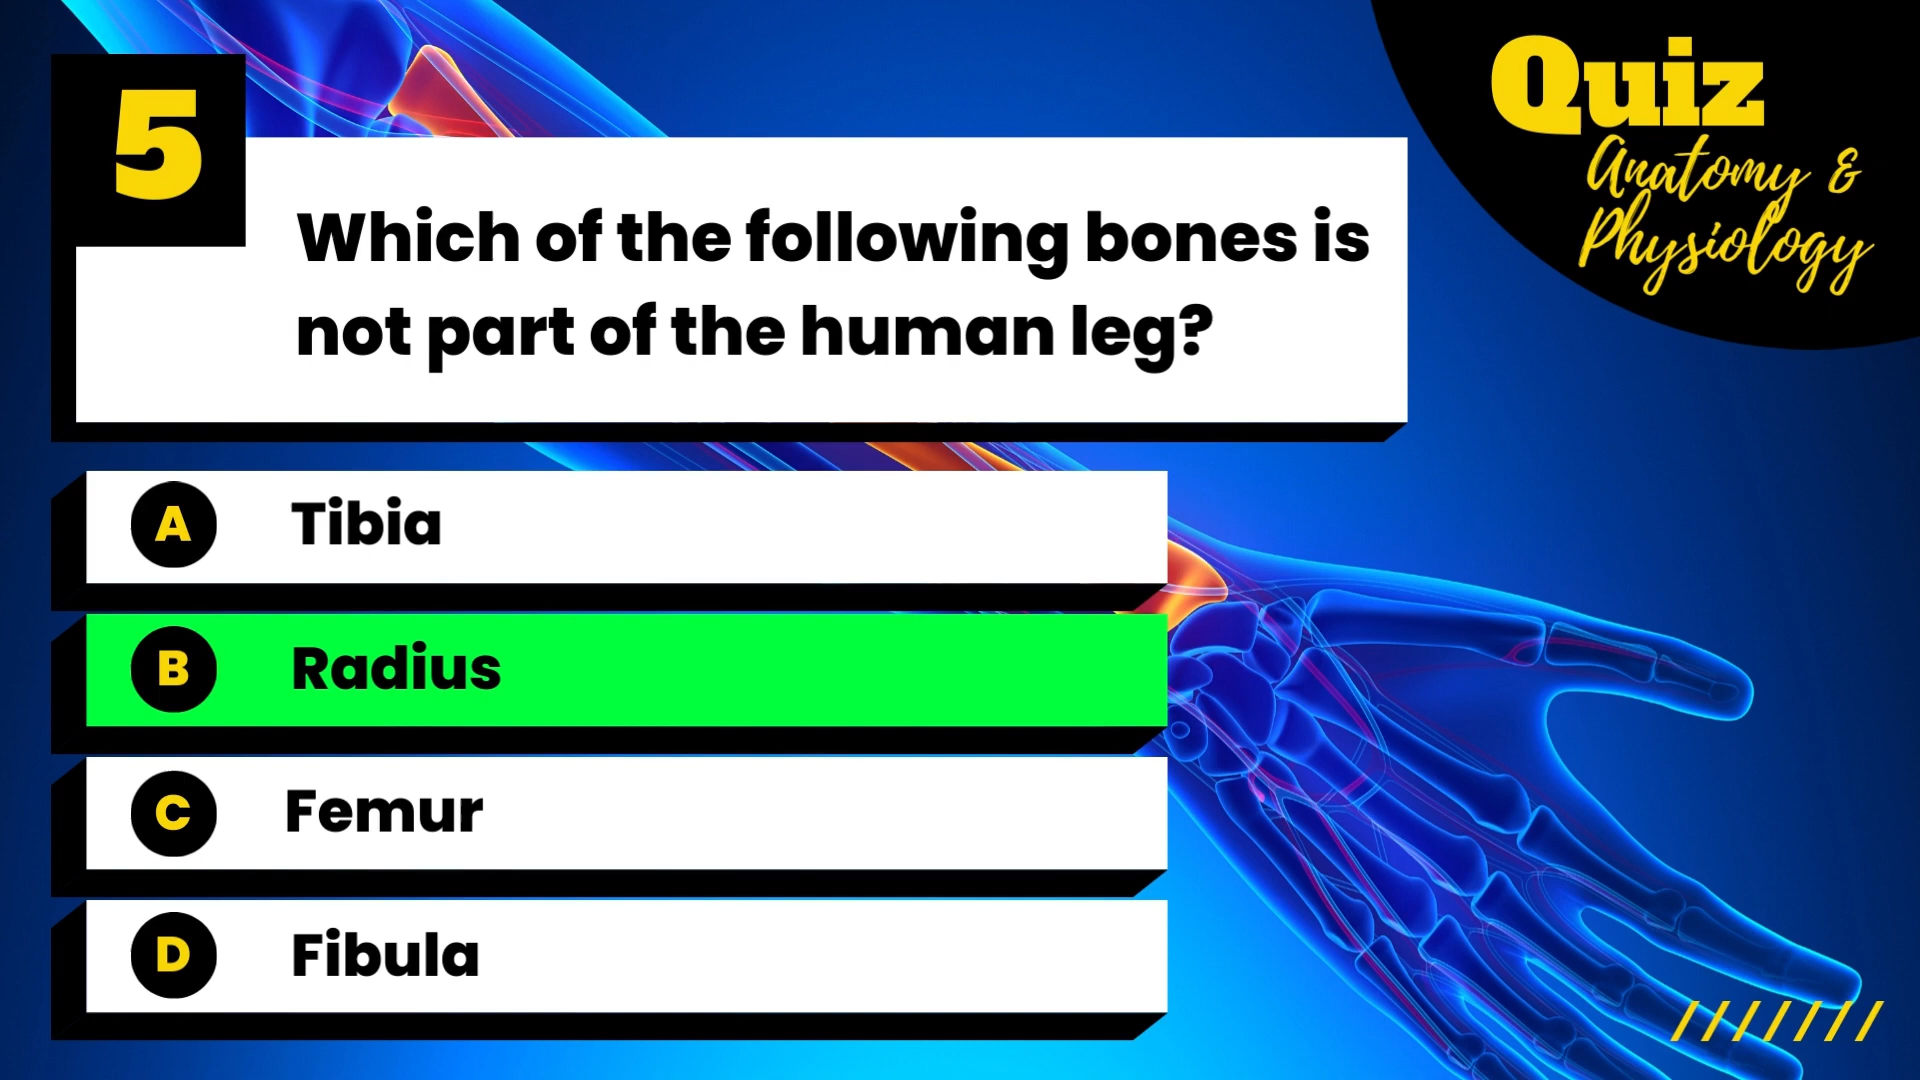 5
Quiz
Anatomy &
Physiology
Which of the following bones is
not part of the human leg?
A Tibia
B Radius
C Femur
D Fibula